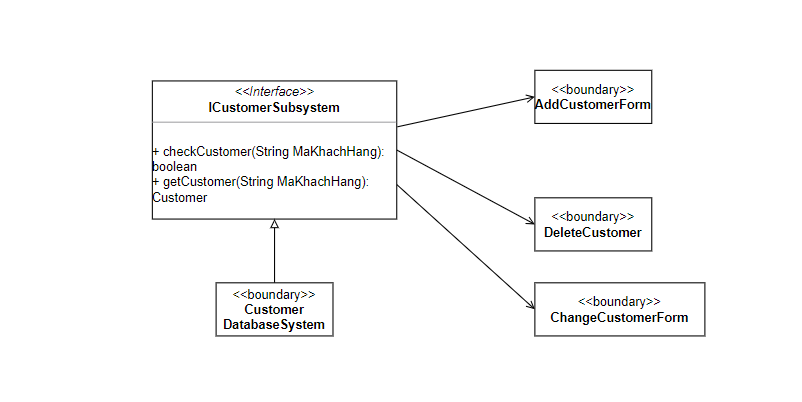 <<Interface>>
ICustomerSubsystem
+ checkCustomer(String MaKhachHang):
boolean
+ getCustomer(String MaKhachHang):
Customer
<<boundary>>
AddCustomerForm
<<boundary>>
DeleteCustomer
<<boundary>>
Customer
DatabaseSystem
<<boundary>>
ChangeCustomerForm